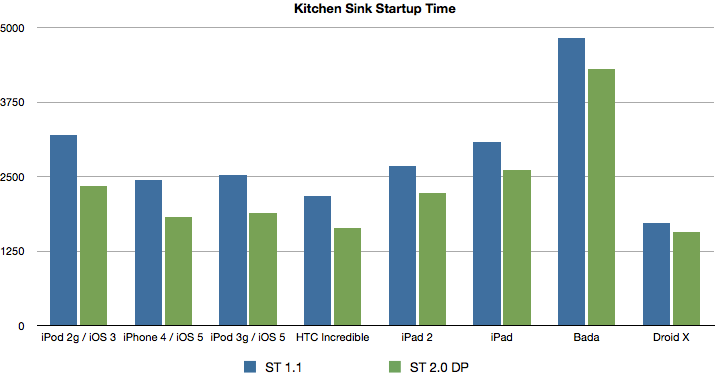 Kitchen Sink Startup Time
5000
3750
2500
1250
0
iPod 2g / iOS 3 iPhone 4 / iOS 5 iPod 3g / iOS 5 HTC Incredible iPad 2 iPad Bada Droid X
ST 1.1 ST 2.0 DP